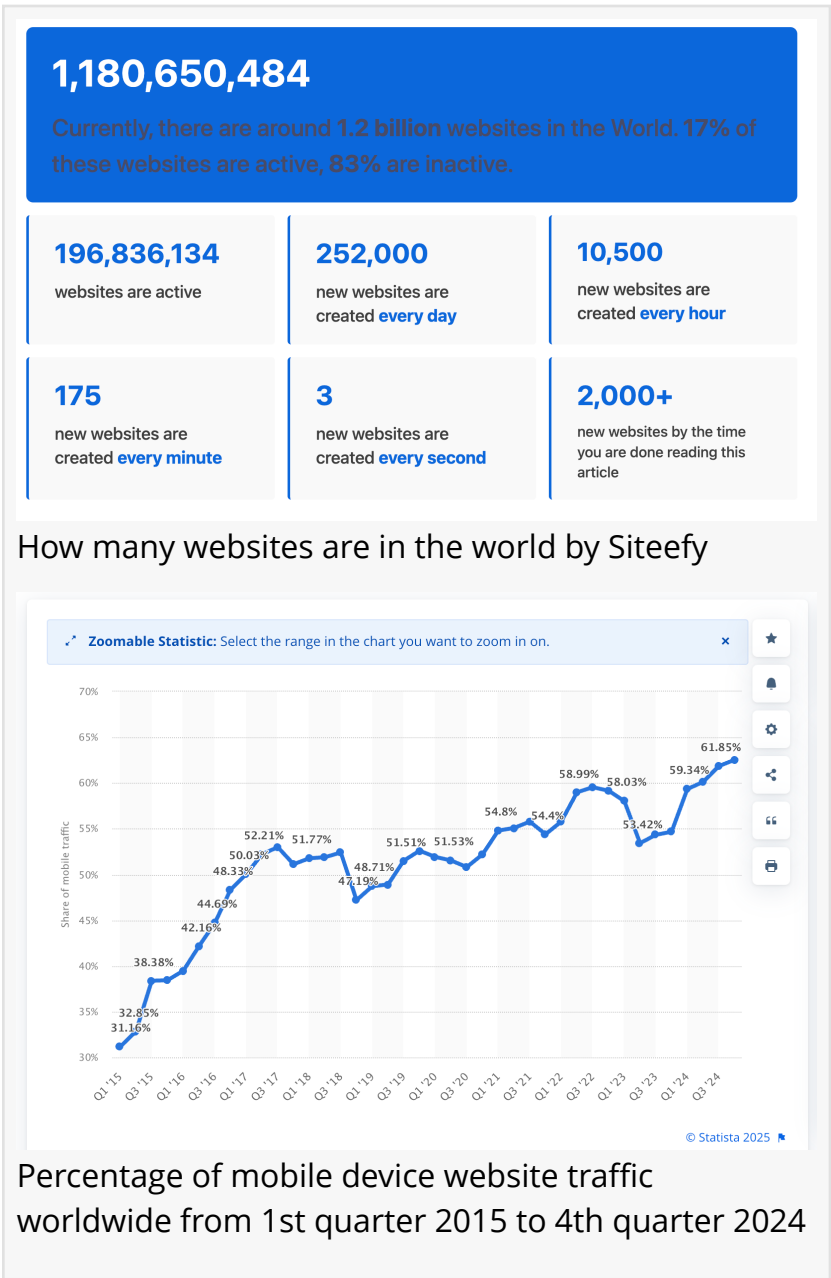 1,180,650,484
Currently, there are around 1.2 billion websites in the World. 17% of
these websites are active, 83% are inactive.
196,836,134
websites are active
252,000
new websites are
created every day
10,500
new websites are
created every hour
175
new websites are
created every minute
3
new websites are
created every second
2,000+
new websites by the time
you are done reading this
article
How many websites are in the world by Siteefy
Zoomable Statistic: Select the range in the chart you want to zoom in on.
Share of mobile traffic
70%
65%
60%
55%
50%
45%
40%
35%
30%
31.16%
32.85%
38.38%
42.16%
44.69%
48.33%
50.03%
52.21%
51.77%
47.19%
48.71%
51.51%
51.53%
54.8%
54.4%
58.99%
58.03%
53.42%
59.34%
61.85%
Q1 '15
Q3 '15
Q1 '16
Q3 '16
Q1 '17
Q3 '17
Q1 '18
Q3 '18
Q1 '19
Q3 '19
Q1 '20
Q3 '20
Q1 '21
Q3 '21
Q1 '22
Q3 '22
Q1 '23
Q3 '23
Q1 '24
Q3 '24
© Statista 2025
Percentage of mobile device website traffic
worldwide from 1st quarter 2015 to 4th quarter 2024